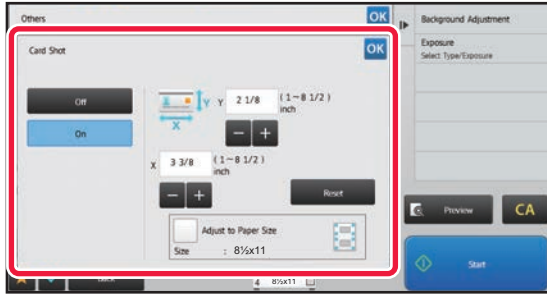 Others
OK
Card Shot
OK
Off
On
X
Y
Y 2 1/8 (1~8 1/2)
inch
X 3 3/8 (1~8 1/2)
inch
Reset
Adjust to Paper Size
Size : 8½x11
Background Adjustment
Exposure
Select Type/Exposure
Preview
CA
Start
Back
4 8½x11